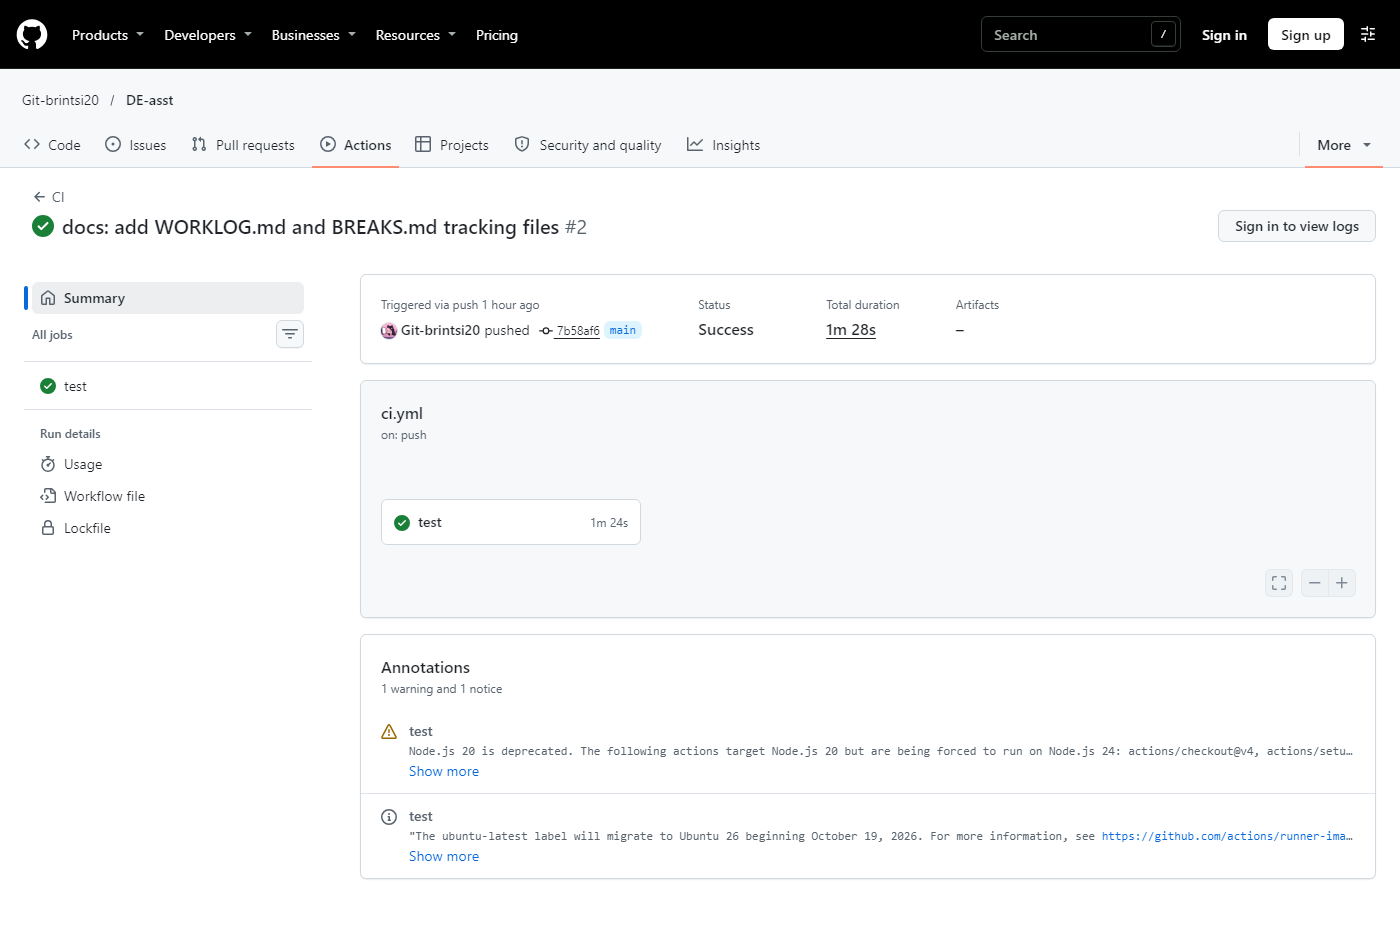 Products Developers Businesses Resources Pricing Search / Sign in Sign up
Git-brintsi20 / DE-asst
Code Issues Pull requests Actions Projects Security and quality Insights More
CI
docs: add WORKLOG.md and BREAKS.md tracking files #2
Sign in to view logs
Summary
All jobs
test
Run details
Usage
Workflow file
Lockfile
Triggered via push 1 hour ago
Git-brintsi20 pushed 7b58af6 main
Status
Success
Total duration
1m 28s
Artifacts
–
ci.yml
on: push
test 1m 24s
Annotations
1 warning and 1 notice
test
Node.js 20 is deprecated. The following actions target Node.js 20 but are being forced to run on Node.js 24: actions/checkout@v4, actions/setu…
Show more
test
"The ubuntu-latest label will migrate to Ubuntu 26 beginning October 19, 2026. For more information, see https://github.com/actions/runner-ima…
Show more